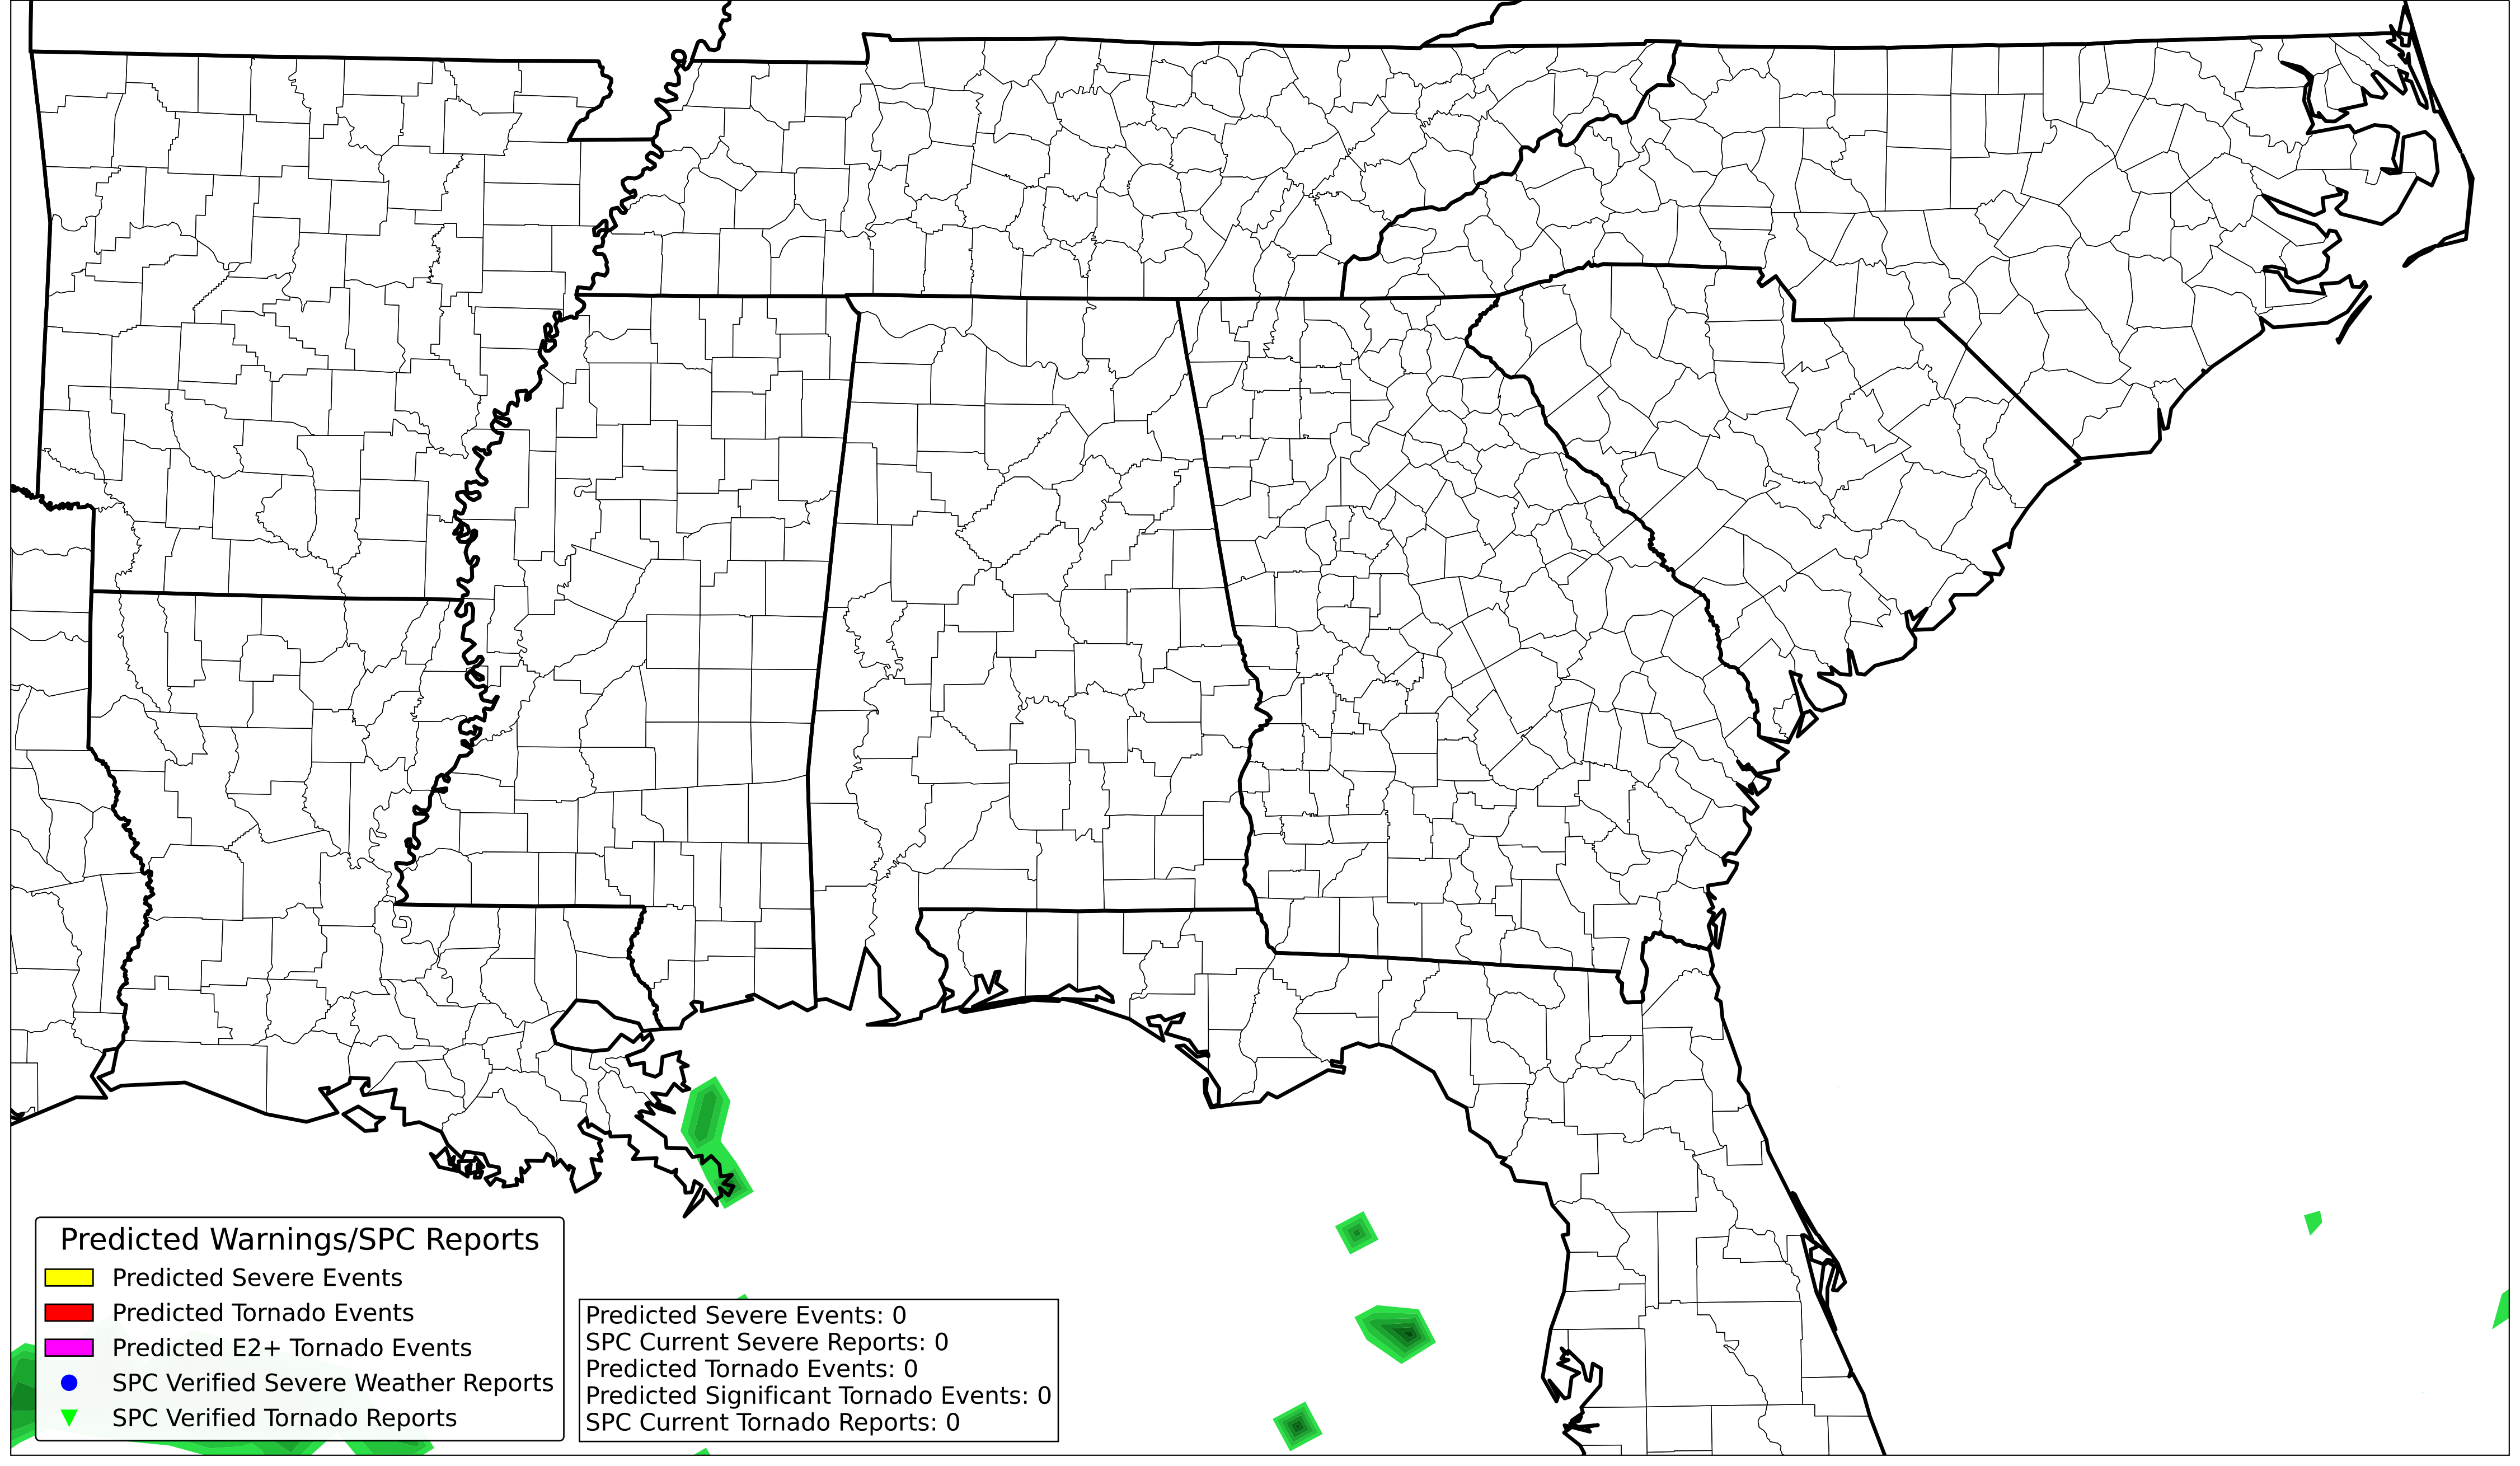 Predicted Warnings/SPC Reports
Predicted Severe Events
Predicted Tornado Events
Predicted E2+ Tornado Events
SPC Verified Severe Weather Reports
SPC Verified Tornado Reports
Predicted Severe Events: 0
SPC Current Severe Reports: 0
Predicted Tornado Events: 0
Predicted Significant Tornado Events: 0
SPC Current Tornado Reports: 0